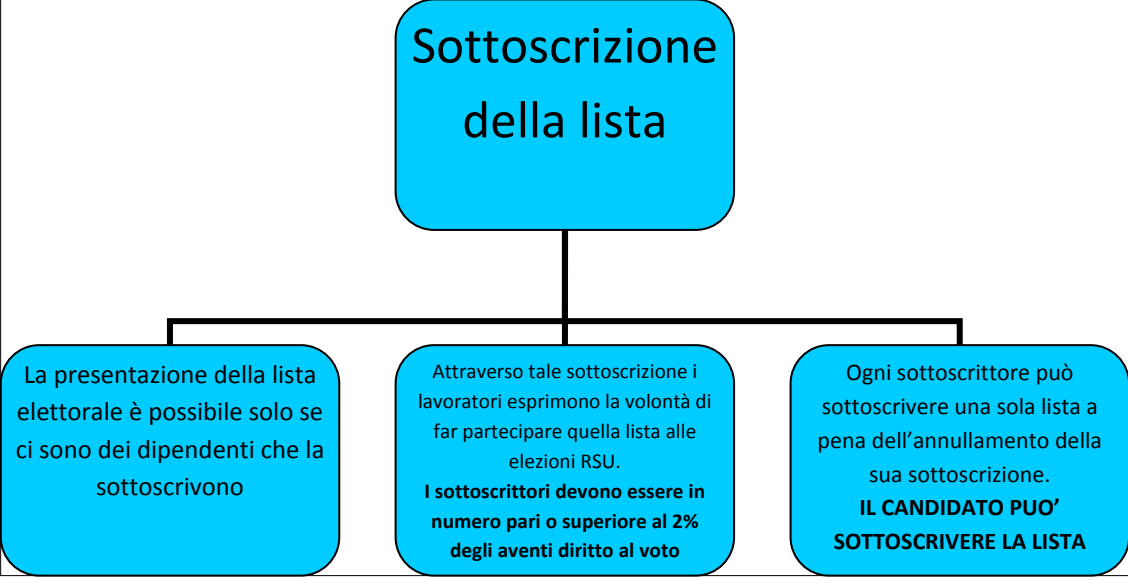 Sottoscrizione
della lista
La presentazione della lista
elettorale è possibile solo se
ci sono dei dipendenti che la
sottoscrivono
Attraverso tale sottoscrizione i
lavoratori esprimono la volontà di
far partecipare quella lista alle
elezioni RSU.
I sottoscrittori devono essere in
numero pari o superiore al 2%
degli aventi diritto al voto
Ogni sottoscrittore può
sottoscrivere una sola lista a
pena dell’annullamento della
sua sottoscrizione.
IL CANDIDATO PUO’
SOTTOSCRIVERE LA LISTA